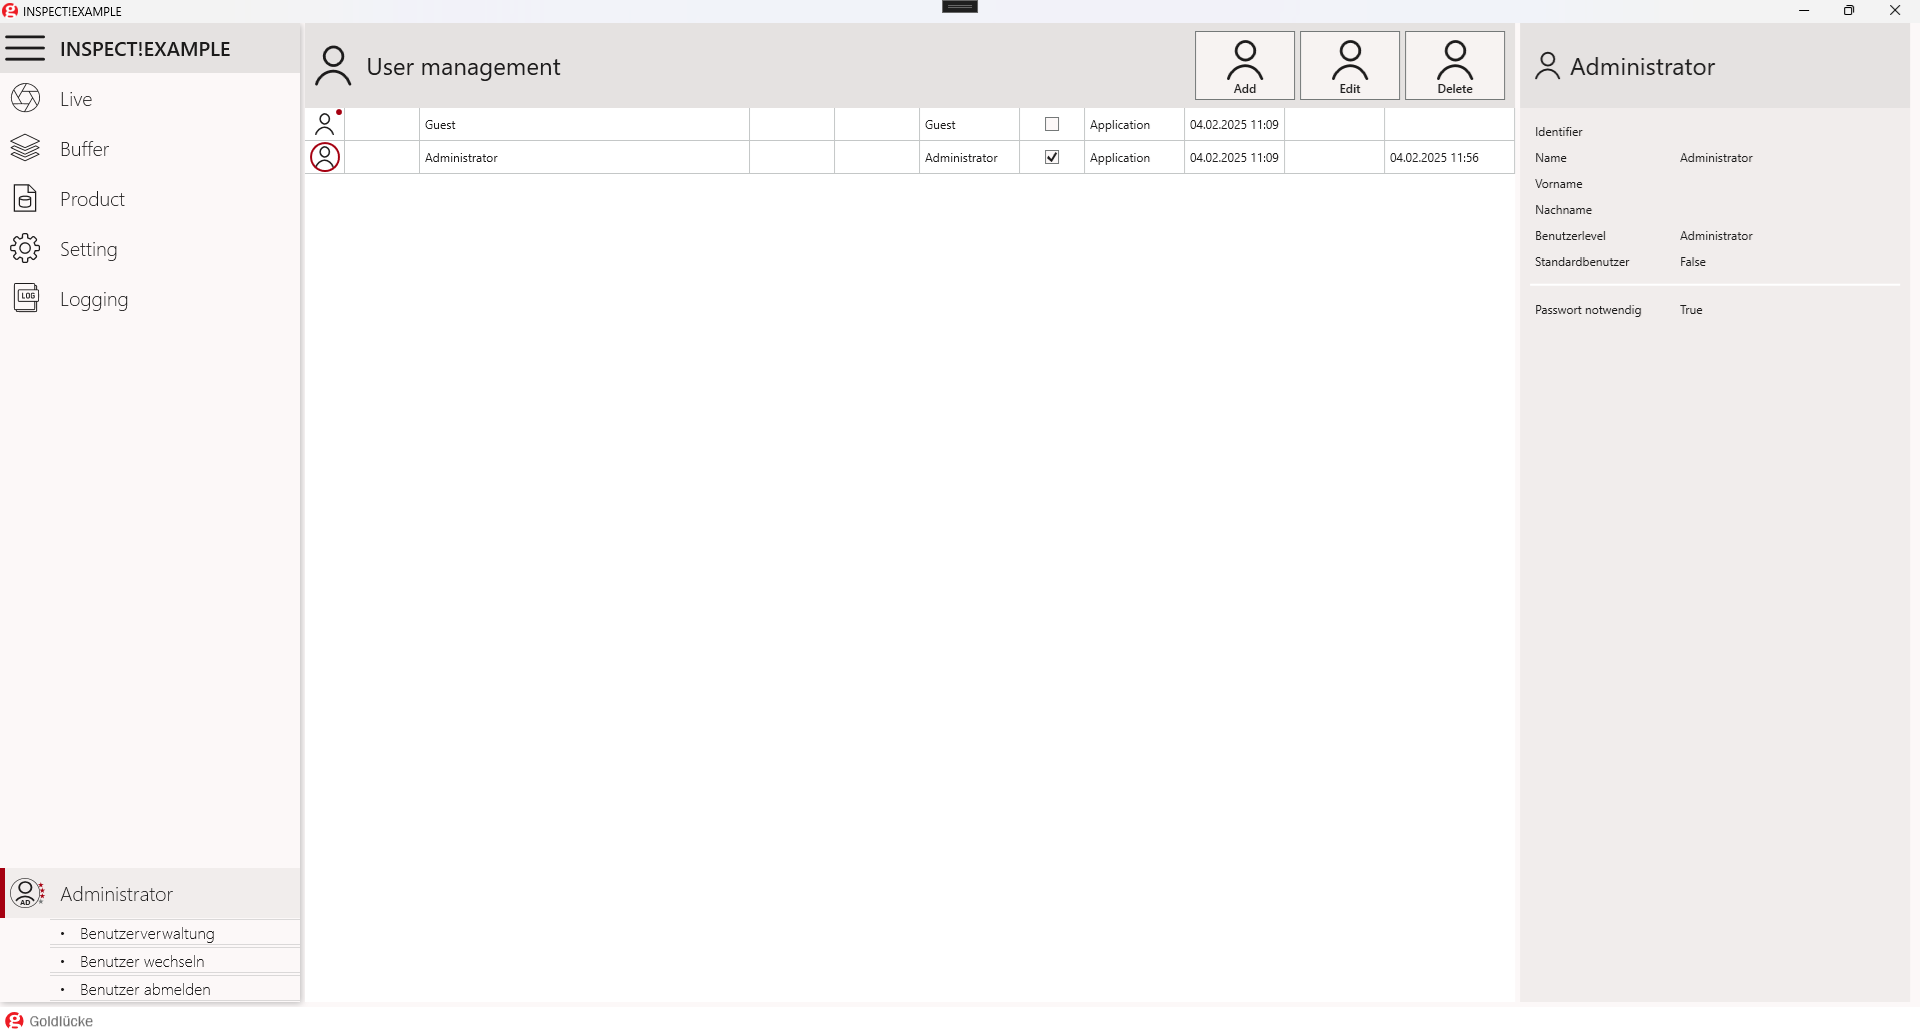 INSPECT!EXAMPLE
INSPECT!EXAMPLE
Live
Buffer
Product
Setting
LOG
Logging
AD
Administrator
Benutzerverwaltung
Benutzer wechseln
Benutzer abmelden
User management
Add
Edit
Delete
Guest Guest Application 04.02.2025 11:09
Administrator Administrator Application 04.02.2025 11:09 04.02.2025 11:56
Administrator
Identifier
Name Administrator
Vorname
Nachname
Benutzerlevel Administrator
Standardbenutzer False
Passwort notwendig True
Goldlücke